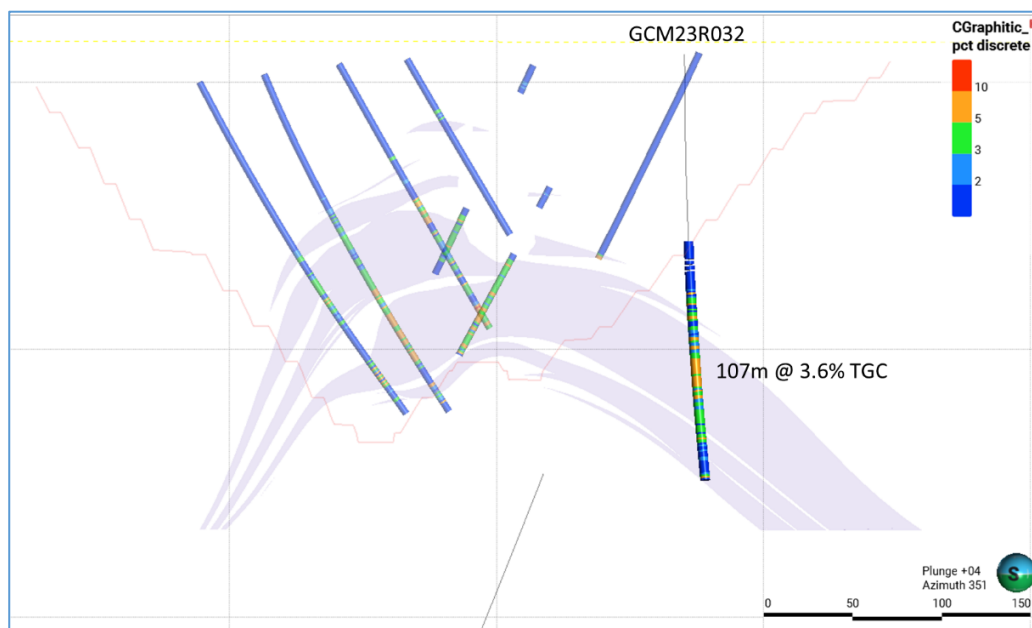 GCM23R032
CGraphitic_
pct discrete
10
5
3
2
107m @ 3.6% TGC
Plunge +04
Azimuth 351
S
0 50 100 150